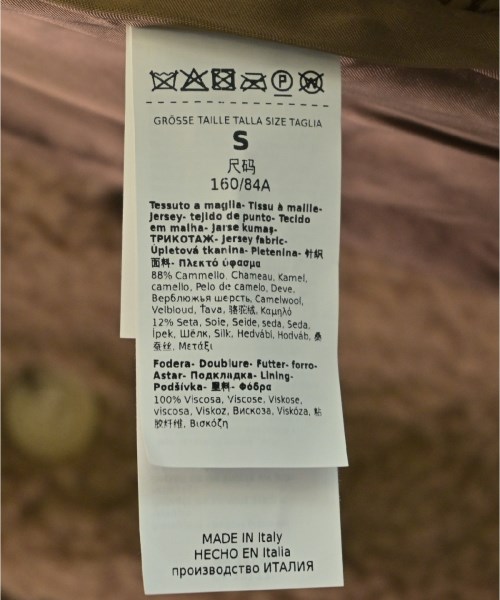 P W
GRÖSSE TAILLE TALLA SIZE TAGLIA
S
尺码
160/84A
Tessuto a maglia- Tissu à maille-
Jersey- tejido de punto- Tecido
em malha- Jarse kumaş-
ТРИКОТАЖ- Jersey fabric-
Úpletová tkanina- Pletenina- 针织
面料- Πλεκτό ύφασμα
88% Cammello, Chameau, Kamel,
camello, Pelo de camelo, Deve,
Верблюжья шерсть, Camelwool,
Velbloud, Ťava, 骆驼绒, Καμηλό
12% Seta, Soie, Seide, seda, Seda,
İpek, Шёлк, Silk, Hedvábí, Hodváb, 桑
蚕丝, Μετάξι
Fodera- Doublure- Futter- forro-
Astar- Подкладка- Lining-
Podšívka- 里料- Φόδρα
100% Viscosa, Viscose, Viskose,
viscosa, Viskoz, Вискоза, Viskóza, 粘
胶纤维, Βισκόζη
MADE IN Italy
HECHO EN Italia
производство ИТАЛИЯ